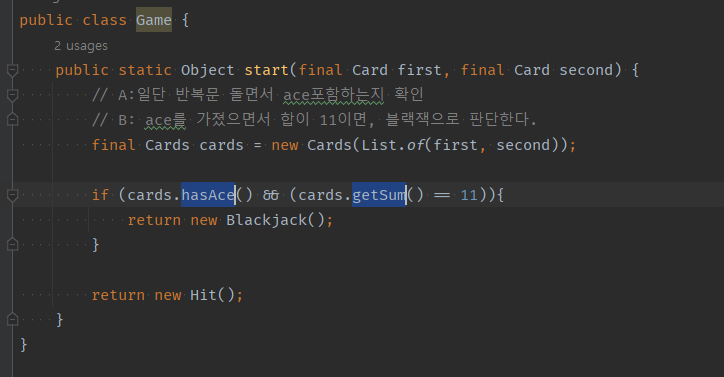 public class Game {
2 usages
public static Object start(final Card first, final Card second) {
// A:일단 반복문 돌면서 ace포함하는지 확인
// B: ace를 가졌으면서 합이 11이면, 블랙잭으로 판단한다.
final Cards cards = new Cards(List.of(first, second));
if (cards.hasAce() && (cards.getSum() == 11)){
return new Blackjack();
}
return new Hit();
}
}